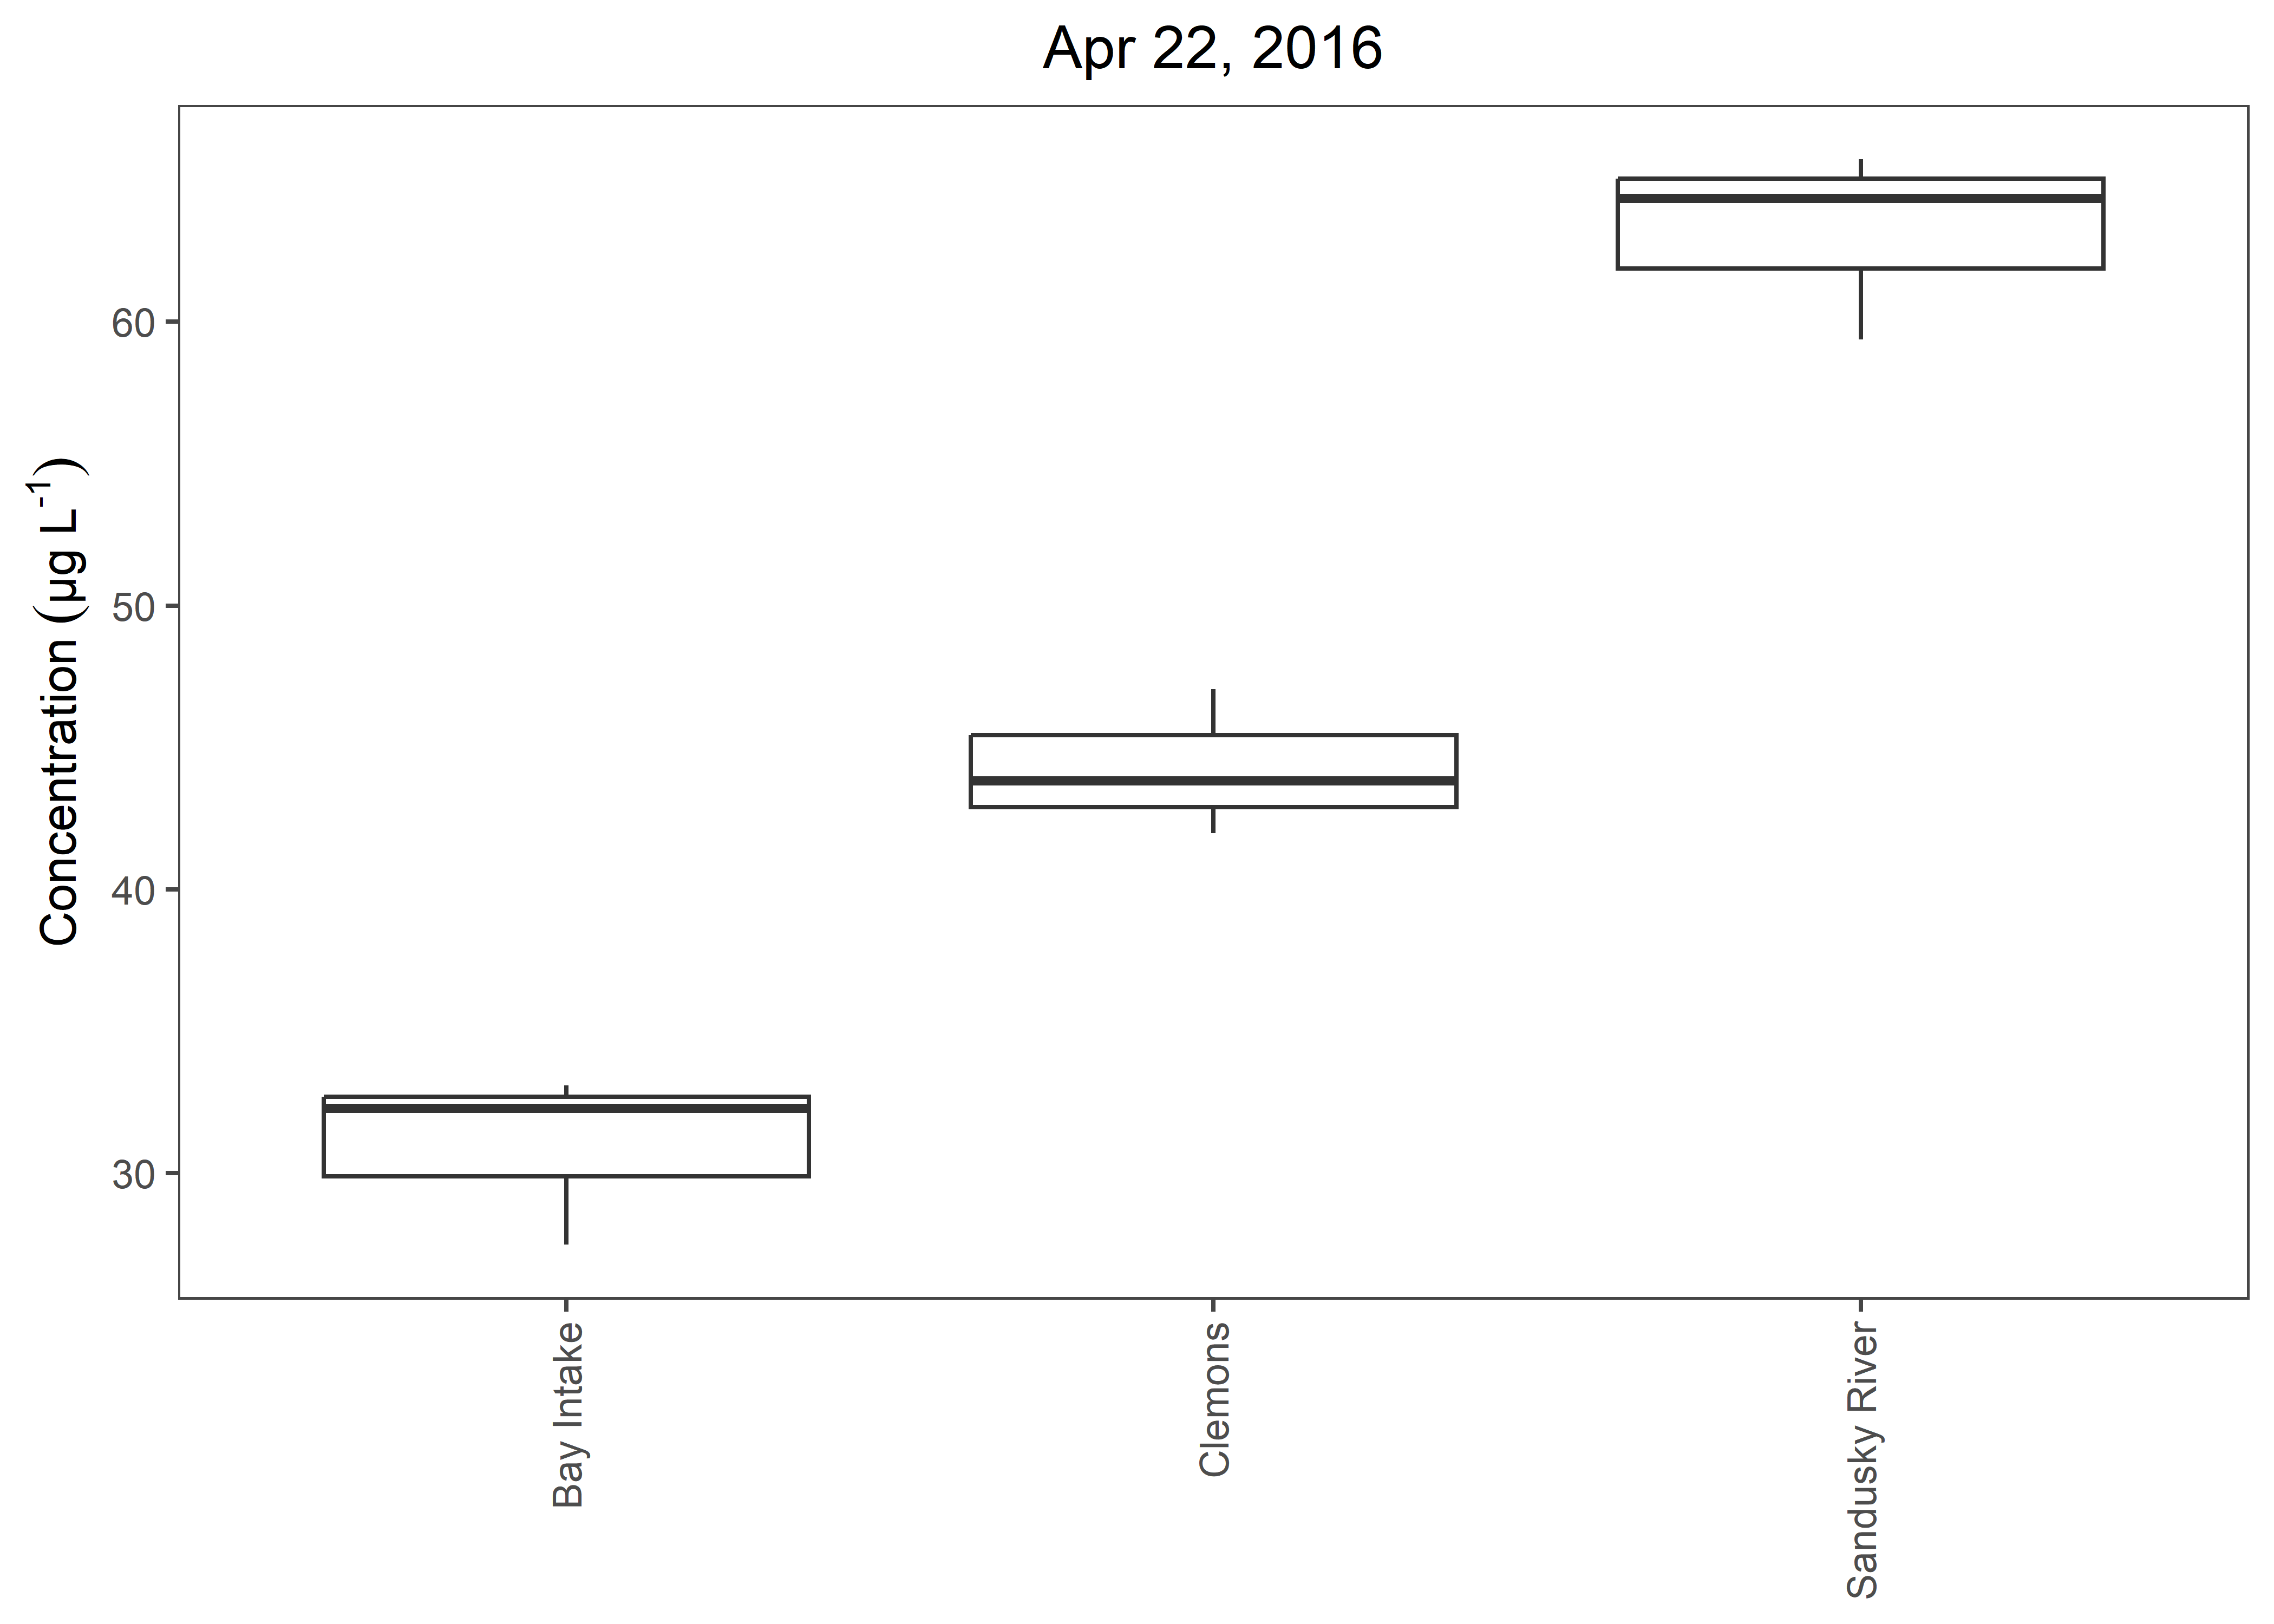 Apr 22, 2016
Concentration (µg L⁻¹)
60
50
40
30
Bay Intake
Clemons
Sandusky River